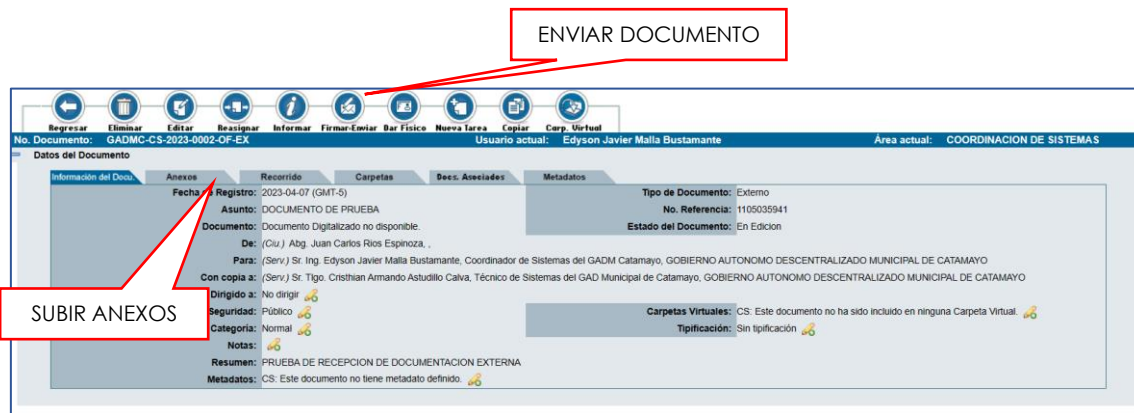 ENVIAR DOCUMENTO
Regresar Eliminar Editar Reasignar Informar Firmar-Enviar Dar Físico Nueva Tarea Copiar Carp. Virtual
No. Documento: GADMC-CS-2023-0002-OF-EX Usuario actual: Edyson Javier Malla Bustamante Área actual: COORDINACION DE SISTEMAS
Datos del Documento
Información del Docu. Anexos Recorrido Carpetas Docs. Asociados Metadatos
Fecha de Registro: 2023-04-07 (GMT-5) Tipo de Documento: Externo
Asunto: DOCUMENTO DE PRUEBA No. Referencia: 1105035941
Documento: Documento Digitalizado no disponible. Estado del Documento: En Edicion
De: (Ciu.) Abg. Juan Carlos Rios Espinoza, ,
Para: (Serv.) Sr. Ing. Edyson Javier Malla Bustamante, Coordinador de Sistemas del GADM Catamayo, GOBIERNO AUTONOMO DESCENTRALIZADO MUNICIPAL DE CATAMAYO
Con copia a: (Serv.) Sr. Tlgo. Cristhian Armando Astudillo Calva, Técnico de Sistemas del GAD Municipal de Catamayo, GOBIERNO AUTONOMO DESCENTRALIZADO MUNICIPAL DE CATAMAYO
Dirigido a: No dirigir
SUBIR ANEXOS
Seguridad: Público Carpetas Virtuales: CS: Este documento no ha sido incluido en ninguna Carpeta Virtual.
Categoría: Normal Tipificación: Sin tipificación
Notas:
Resumen: PRUEBA DE RECEPCION DE DOCUMENTACION EXTERNA
Metadatos: CS: Este documento no tiene metadato definido.